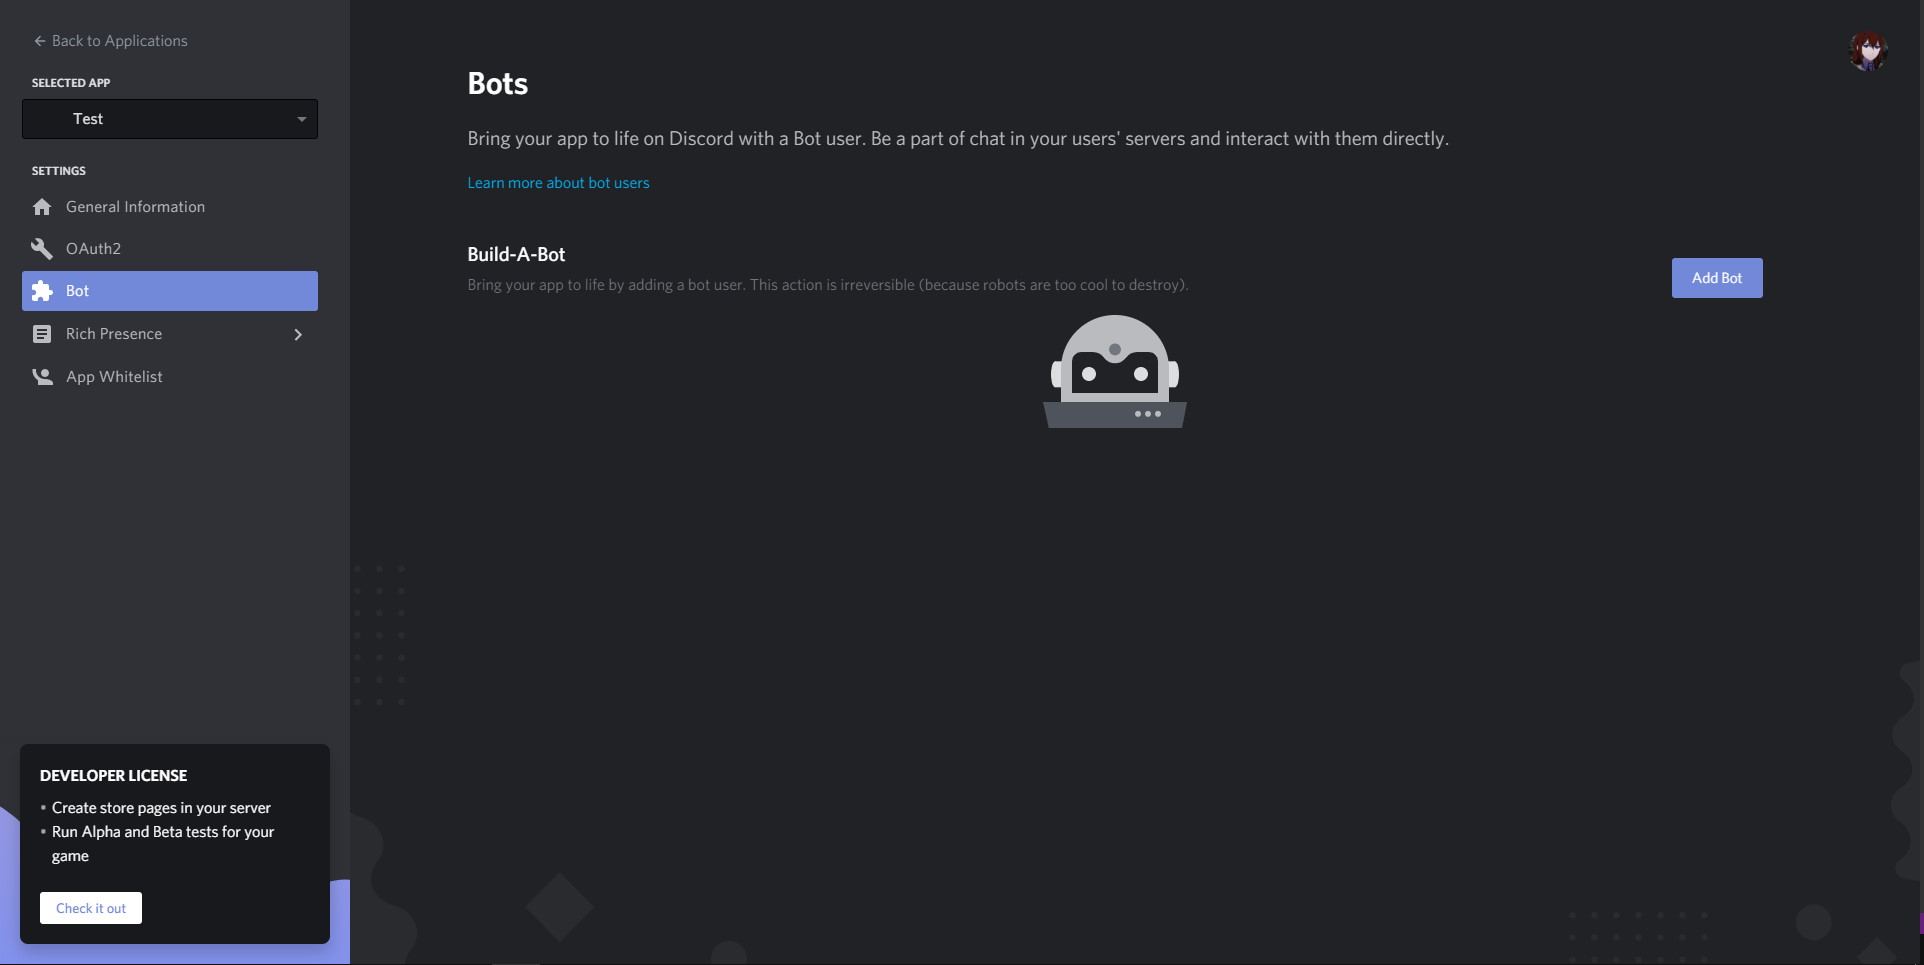 Back to Applications
SELECTED APP
Test
SETTINGS
General Information
OAuth2
Bot
Rich Presence
App Whitelist
DEVELOPER LICENSE
• Create store pages in your server
• Run Alpha and Beta tests for your
game
Check it out
Bots
Bring your app to life on Discord with a Bot user. Be a part of chat in your users' servers and interact with them directly.
Learn more about bot users
Build-A-Bot
Bring your app to life by adding a bot user. This action is irreversible (because robots are too cool to destroy).
Add Bot